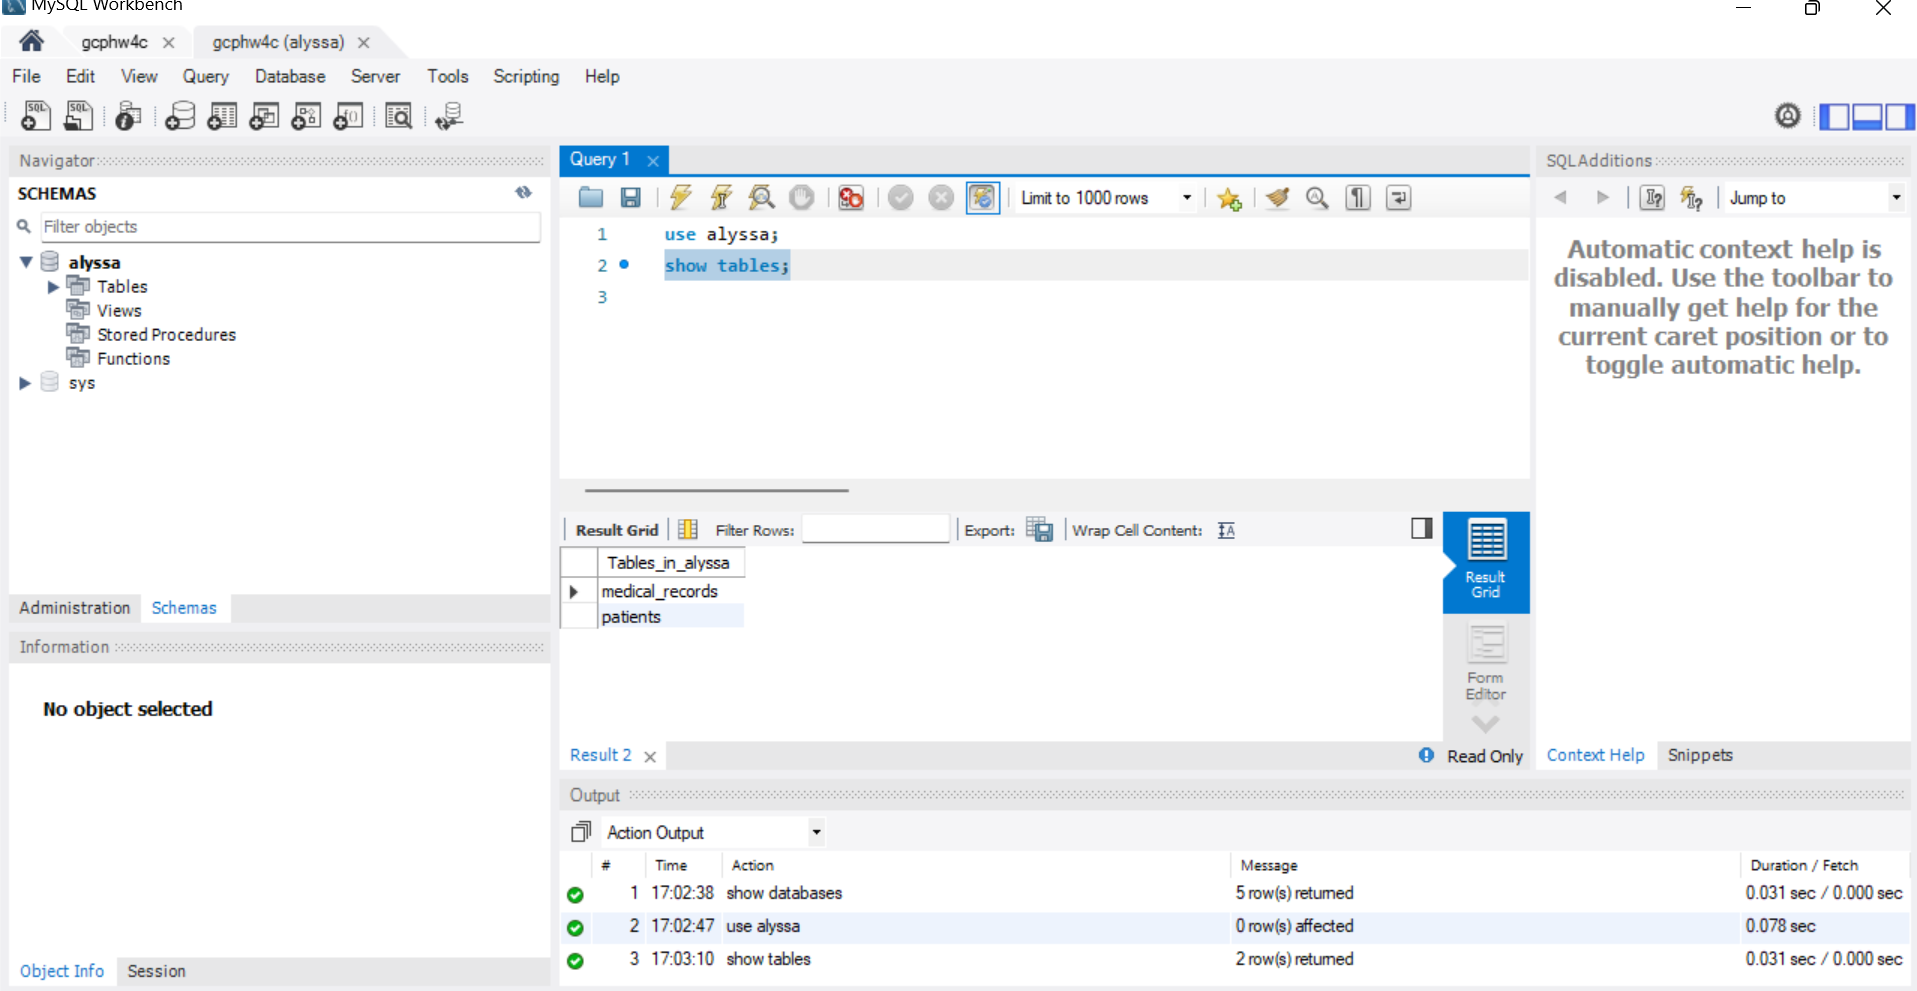 MySQL Workbench
gcphw4c
gcphw4c (alyssa)
File Edit View Query Database Server Tools Scripting Help
Navigator
SCHEMAS
Filter objects
alyssa
Tables
Views
Stored Procedures
Functions
sys
Administration Schemas
Information
No object selected
Object Info Session
Query 1
Limit to 1000 rows
1 use alyssa;
2 show tables;
3
Result Grid Filter Rows: Export: Wrap Cell Content:
Tables_in_alyssa
medical_records
patients
Result
Grid
Form
Editor
Result 2
Read Only
Output
Action Output
# Time Action Message Duration / Fetch
1 17:02:38 show databases 5 row(s) returned 0.031 sec / 0.000 sec
2 17:02:47 use alyssa 0 row(s) affected 0.078 sec
3 17:03:10 show tables 2 row(s) returned 0.031 sec / 0.000 sec
SQLAdditions
Jump to
Automatic context help is
disabled. Use the toolbar to
manually get help for the
current caret position or to
toggle automatic help.
Context Help Snippets